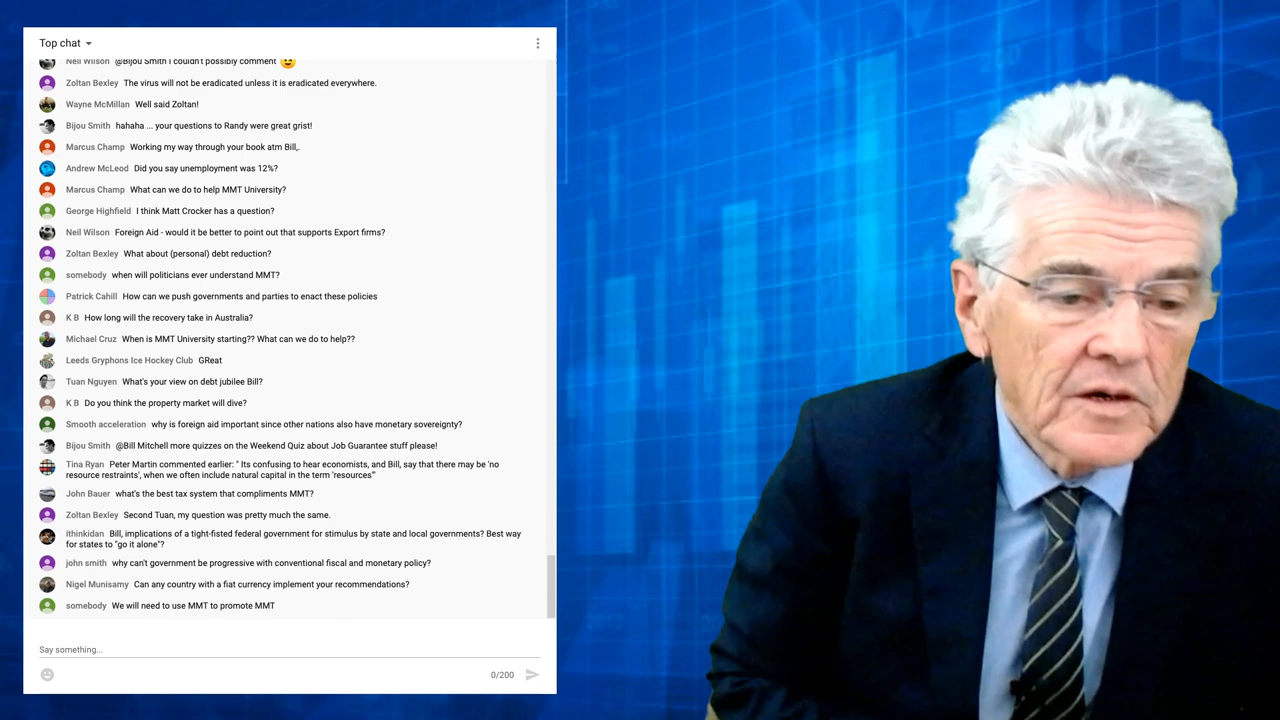 Top chat
Neil Wilson @Bijou Smith I couldn't possibly comment
Zoltan Bexley The virus will not be eradicated unless it is eradicated everywhere.
Wayne McMillan Well said Zoltan!
Bijou Smith hahaha ... your questions to Randy were great grist!
Marcus Champ Working my way through your book atm Bill,.
Andrew McLeod Did you say unemployment was 12%?
Marcus Champ What can we do to help MMT University?
George Highfield I think Matt Crocker has a question?
Neil Wilson Foreign Aid - would it be better to point out that supports Export firms?
Zoltan Bexley What about (personal) debt reduction?
somebody when will politicians ever understand MMT?
Patrick Cahill How can we push governments and parties to enact these policies
K B How long will the recovery take in Australia?
Michael Cruz When is MMT University starting?? What can we do to help??
Leeds Gryphons Ice Hockey Club GReat
Tuan Nguyen What's your view on debt jubilee Bill?
K B Do you think the property market will dive?
Smooth acceleration why is foreign aid important since other nations also have monetary sovereignty?
Bijou Smith @Bill Mitchell more quizzes on the Weekend Quiz about Job Guarantee stuff please!
Tina Ryan Peter Martin commented earlier: " Its confusing to hear economists, and Bill, say that there may be 'no
resource restraints', when we often include natural capital in the term 'resources'"
John Bauer what's the best tax system that compliments MMT?
Zoltan Bexley Second Tuan, my question was pretty much the same.
ithinkidan Bill, implications of a tight-fisted federal government for stimulus by state and local governments? Best way
for states to "go it alone"?
john smith why can't government be progressive with conventional fiscal and monetary policy?
Nigel Munisamy Can any country with a fiat currency implement your recommendations?
somebody We will need to use MMT to promote MMT
Say something...
0/200